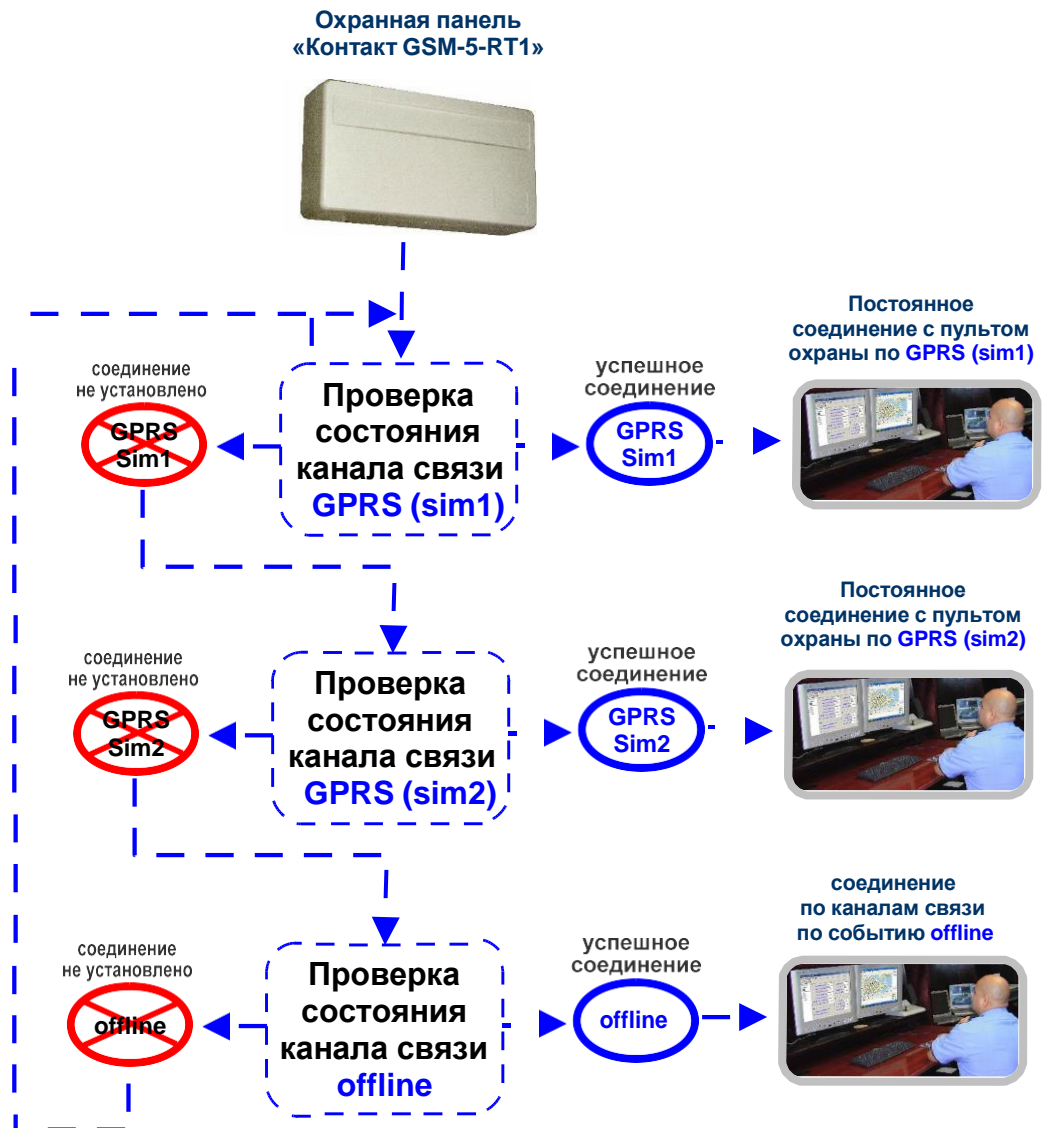 Охранная панель
«Контакт GSM-5-RT1»
Постоянное
соединение с пультом
охраны по GPRS (sim1)
соединение
не установлено
GPRS
Sim1
Проверка
состояния
канала связи
GPRS (sim1)
успешное
соединение
GPRS
Sim1
Постоянное
соединение с пультом
охраны по GPRS (sim2)
соединение
не установлено
GPRS
Sim2
Проверка
состояния
канала связи
GPRS (sim2)
успешное
соединение
GPRS
Sim2
соединение
по каналам связи
по событию offline
соединение
не установлено
offline
Проверка
состояния
канала связи
offline
успешное
соединение
offline